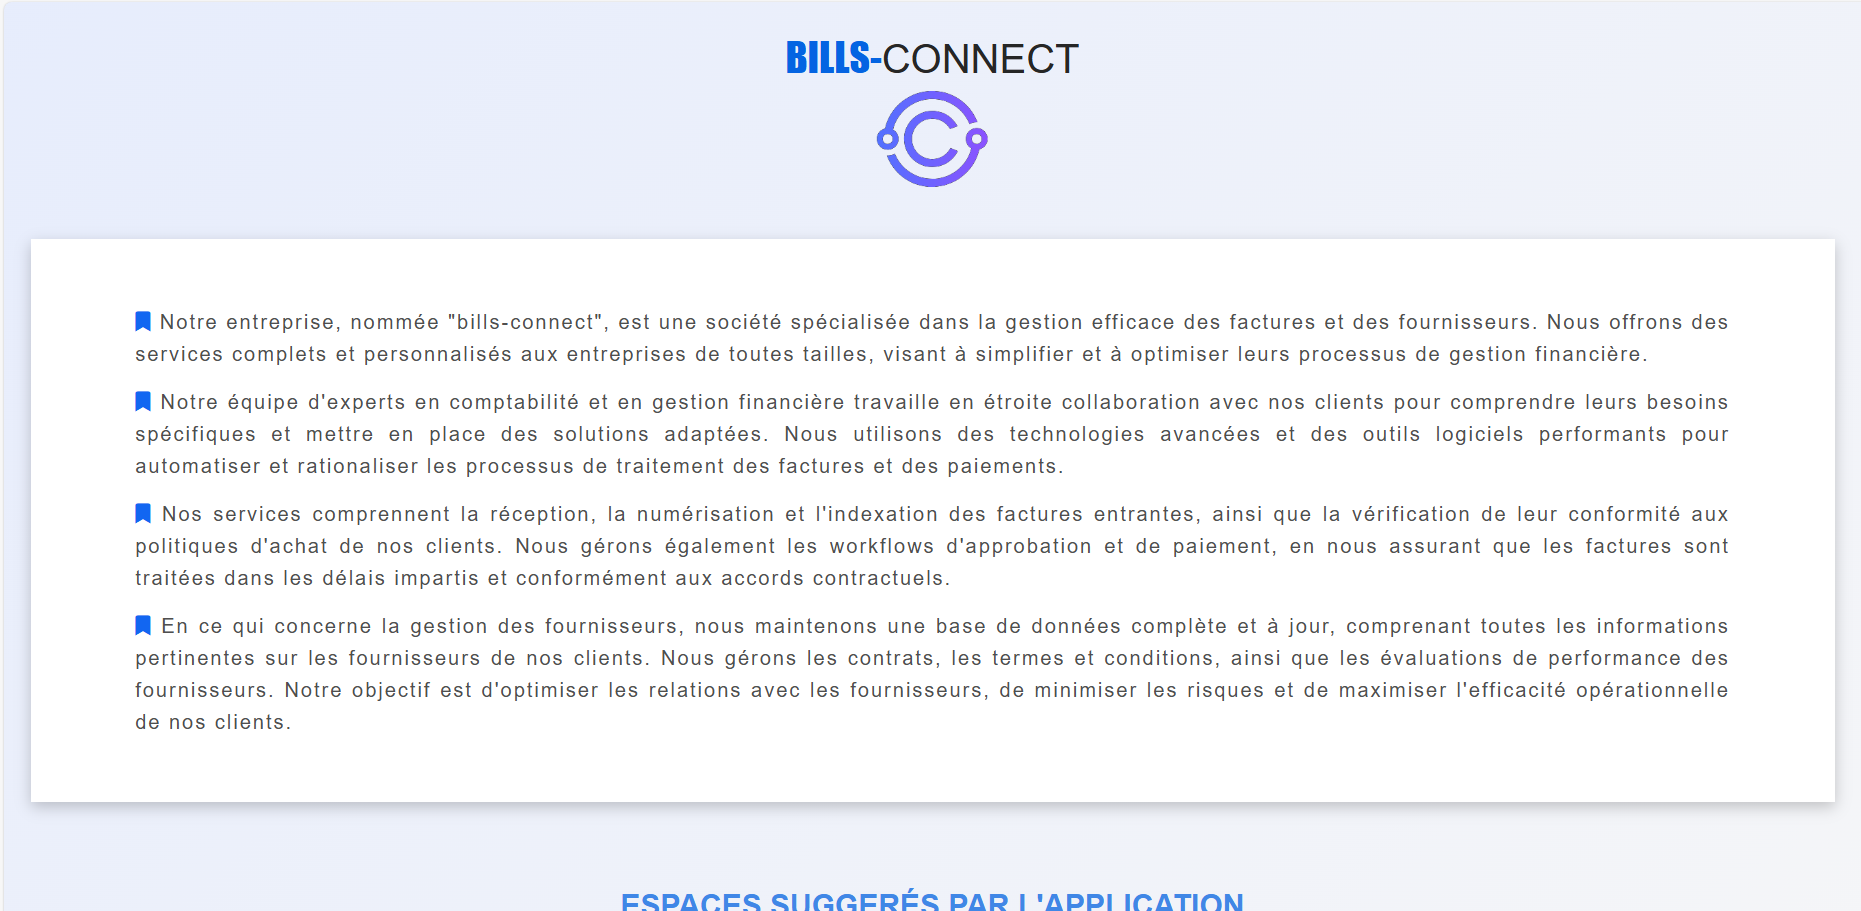 BILLS-CONNECT
Notre entreprise, nommée "bills-connect", est une société spécialisée dans la gestion efficace des factures et des fournisseurs. Nous offrons des
services complets et personnalisés aux entreprises de toutes tailles, visant à simplifier et à optimiser leurs processus de gestion financière.
Notre équipe d'experts en comptabilité et en gestion financière travaille en étroite collaboration avec nos clients pour comprendre leurs besoins
spécifiques et mettre en place des solutions adaptées. Nous utilisons des technologies avancées et des outils logiciels performants pour
automatiser et rationaliser les processus de traitement des factures et des paiements.
Nos services comprennent la réception, la numérisation et l'indexation des factures entrantes, ainsi que la vérification de leur conformité aux
politiques d'achat de nos clients. Nous gérons également les workflows d'approbation et de paiement, en nous assurant que les factures sont
traitées dans les délais impartis et conformément aux accords contractuels.
En ce qui concerne la gestion des fournisseurs, nous maintenons une base de données complète et à jour, comprenant toutes les informations
pertinentes sur les fournisseurs de nos clients. Nous gérons les contrats, les termes et conditions, ainsi que les évaluations de performance des
fournisseurs. Notre objectif est d'optimiser les relations avec les fournisseurs, de minimiser les risques et de maximiser l'efficacité opérationnelle
de nos clients.
ESPACES SUGGERÉS PAR L'APPLICATION